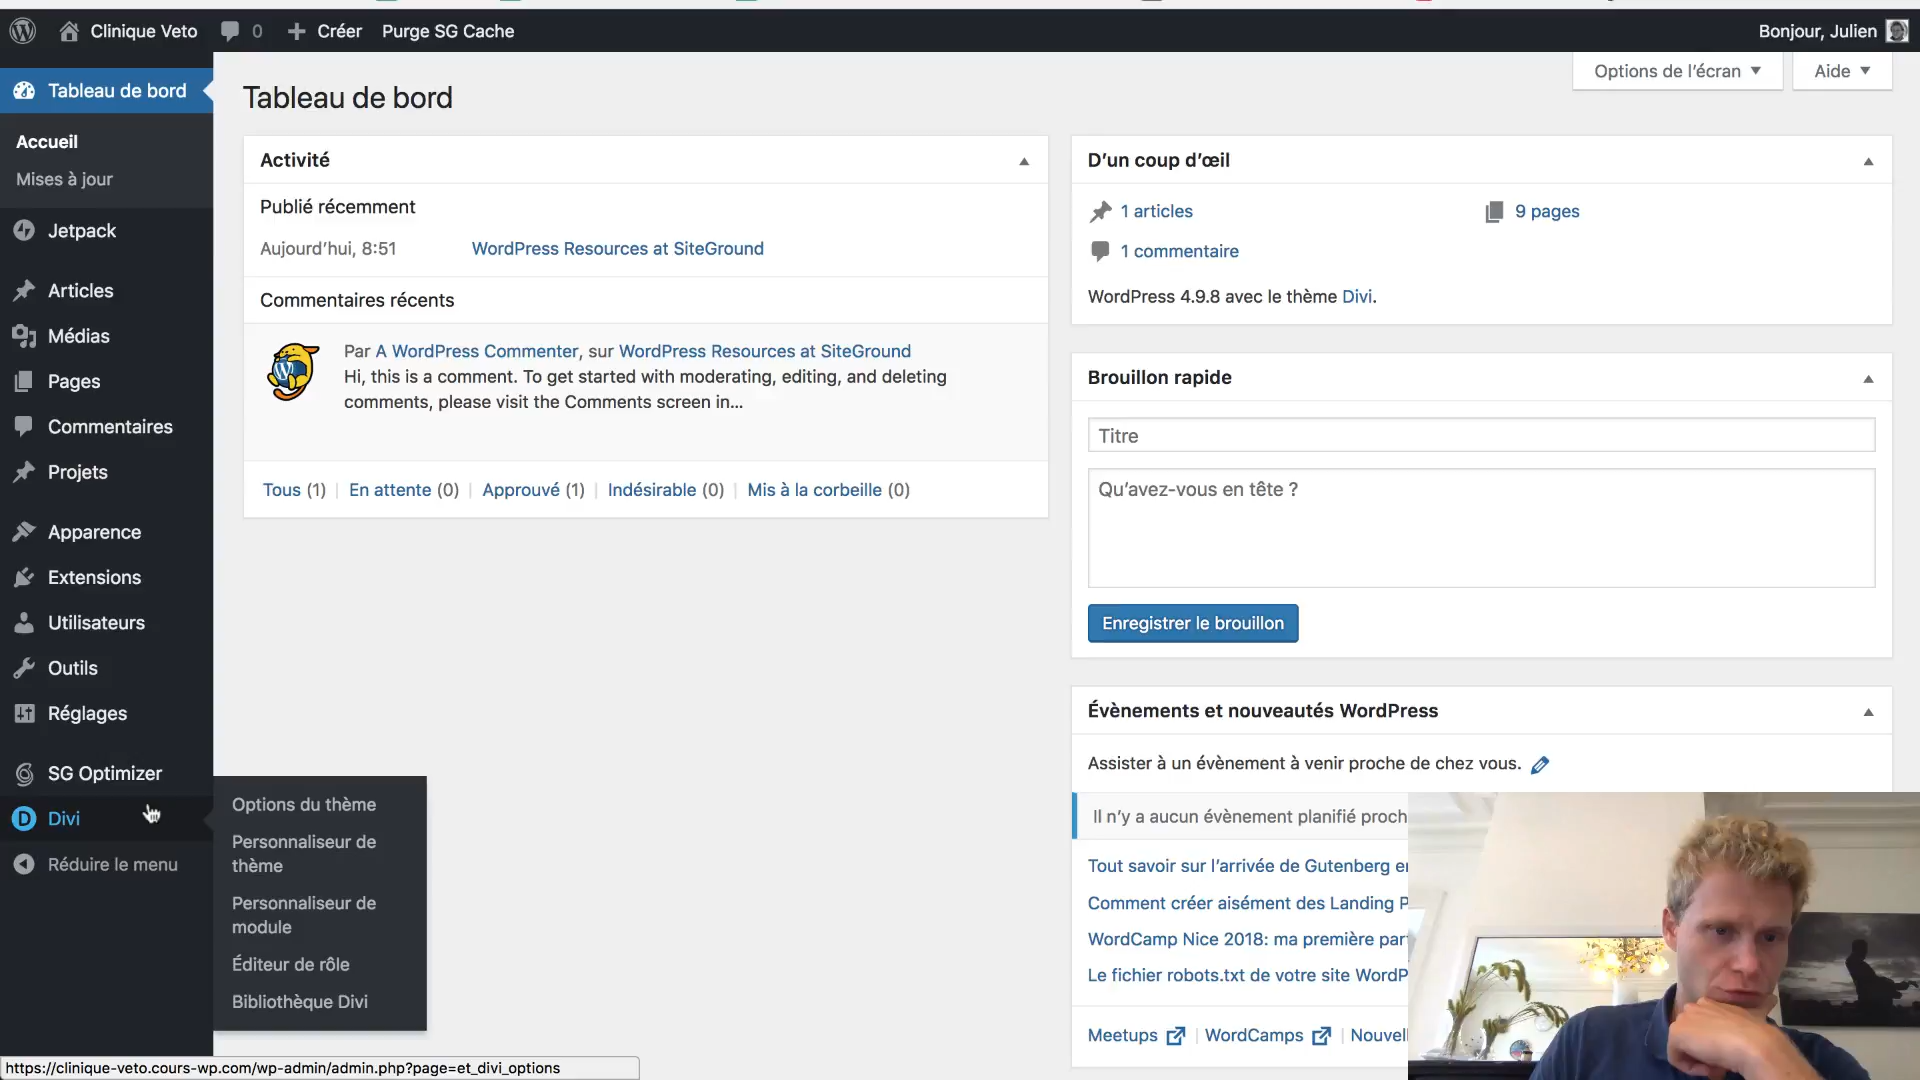 Clinique Veto
0
Créer
Purge SG Cache
Bonjour, Julien
Tableau de bord
Accueil
Mises à jour
Jetpack
Articles
Médias
Pages
Commentaires
Projets
Apparence
Extensions
Utilisateurs
Outils
Réglages
SG Optimizer
D Divi
Réduire le menu
Options du thème
Personnaliseur de
thème
Personnaliseur de
module
Éditeur de rôle
Bibliothèque Divi
Options de l’écran
Aide
Tableau de bord
Activité
Publié récemment
Aujourd’hui, 8:51 WordPress Resources at SiteGround
Commentaires récents
Par A WordPress Commenter, sur WordPress Resources at SiteGround
Hi, this is a comment. To get started with moderating, editing, and deleting
comments, please visit the Comments screen in...
Tous (1) | En attente (0) | Approuvé (1) | Indésirable (0) | Mis à la corbeille (0)
D’un coup d’œil
1 articles
9 pages
1 commentaire
WordPress 4.9.8 avec le thème Divi.
Brouillon rapide
Titre
Qu’avez-vous en tête ?
Enregistrer le brouillon
Évènements et nouveautés WordPress
Assister à un évènement à venir proche de chez vous.
Il n’y a aucun évènement planifié proch
Tout savoir sur l’arrivée de Gutenberg e
Comment créer aisément des Landing P
WordCamp Nice 2018: ma première par
Le fichier robots.txt de votre site WordP
Meetups | WordCamps | Nouvel
https://clinique-veto.cours-wp.com/wp-admin/admin.php?page=et_divi_options